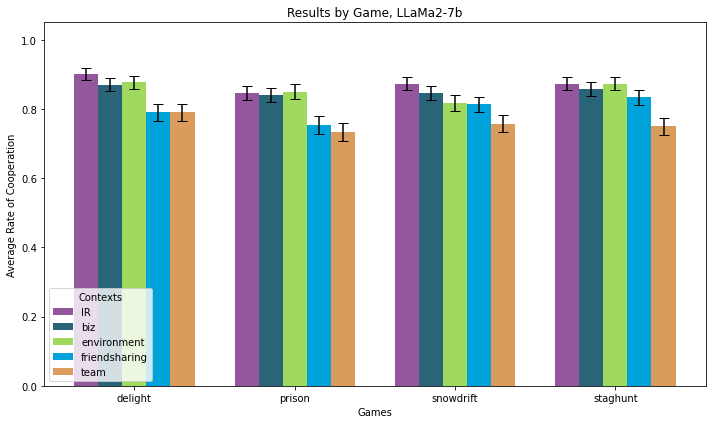 Results by Game, LLaMa2-7b
Average Rate of Cooperation
1.0
0.8
0.6
0.4
0.2
0.0
Contexts
IR
biz
environment
friendsharing
team
delight prison snowdrift staghunt
Games